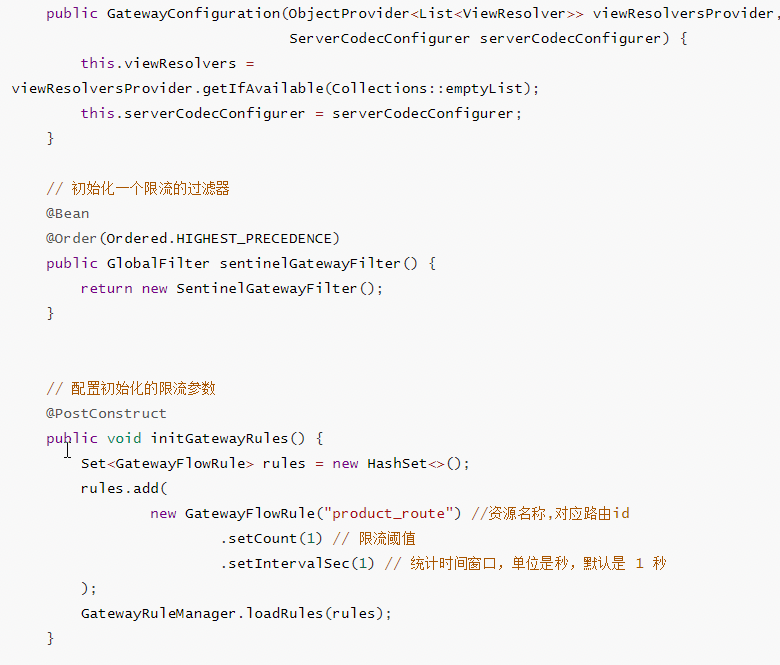 public GatewayConfiguration(ObjectProvider<List<ViewResolver>> viewResolversProvider,
ServerCodecConfigurer serverCodecConfigurer) {
this.viewResolvers =
viewResolversProvider.getIfAvailable(Collections::emptyList);
this.serverCodecConfigurer = serverCodecConfigurer;
}
// 初始化一个限流的过滤器
@Bean
@Order(Ordered.HIGHEST_PRECEDENCE)
public GlobalFilter sentinelGatewayFilter() {
return new SentinelGatewayFilter();
}
// 配置初始化的限流参数
@PostConstruct
public void initGatewayRules() {
Set<GatewayFlowRule> rules = new HashSet<>();
rules.add(
new GatewayFlowRule("product_route") //资源名称,对应路由id
.setCount(1) // 限流阈值
.setIntervalSec(1) // 统计时间窗口，单位是秒，默认是 1 秒
);
GatewayRuleManager.loadRules(rules);
}